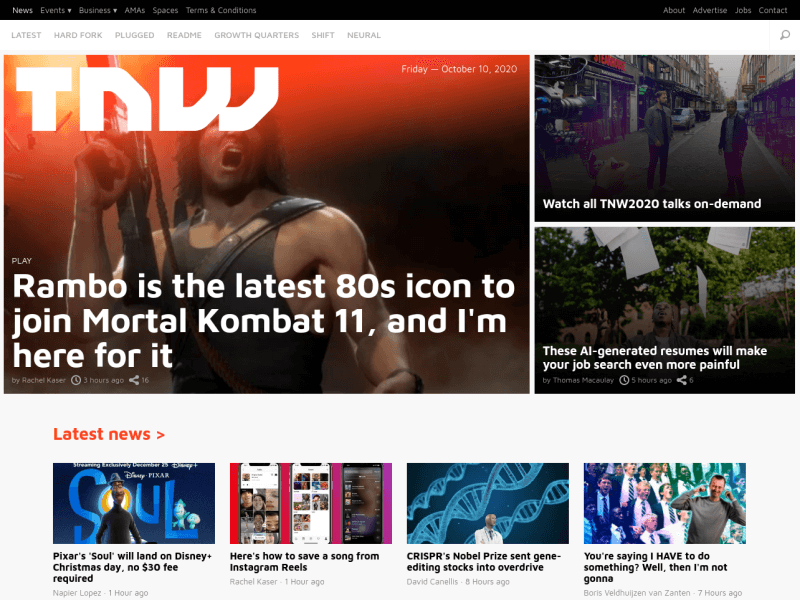 News Events ▾ Business ▾ AMAs Spaces Terms & Conditions About Advertise Jobs Contact
LATEST HARD FORK PLUGGED README GROWTH QUARTERS SHIFT NEURAL
TNW
Friday — October 10, 2020
PLAY
Rambo is the latest 80s icon to
join Mortal Kombat 11, and I'm
here for it
by Rachel Kaser 3 hours ago 16
Watch all TNW2020 talks on-demand
These AI-generated resumes will make
your job search even more painful
by Thomas Macaulay 5 hours ago 6
Latest news >
Streaming Exclusively December 25 Disney+
Disney · PIXAR
SOUL
Pixar's 'Soul' will land on Disney+
Christmas day, no $30 fee
required
Napier Lopez · 1 Hour ago
Here's how to save a song from
Instagram Reels
Rachel Kaser · 1 Hour ago
CRISPR's Nobel Prize sent gene-
editing stocks into overdrive
David Canellis · 8 Hours ago
You're saying I HAVE to do
something? Well, then I'm not
gonna
Boris Veldhuijzen van Zanten · 7 Hours ago